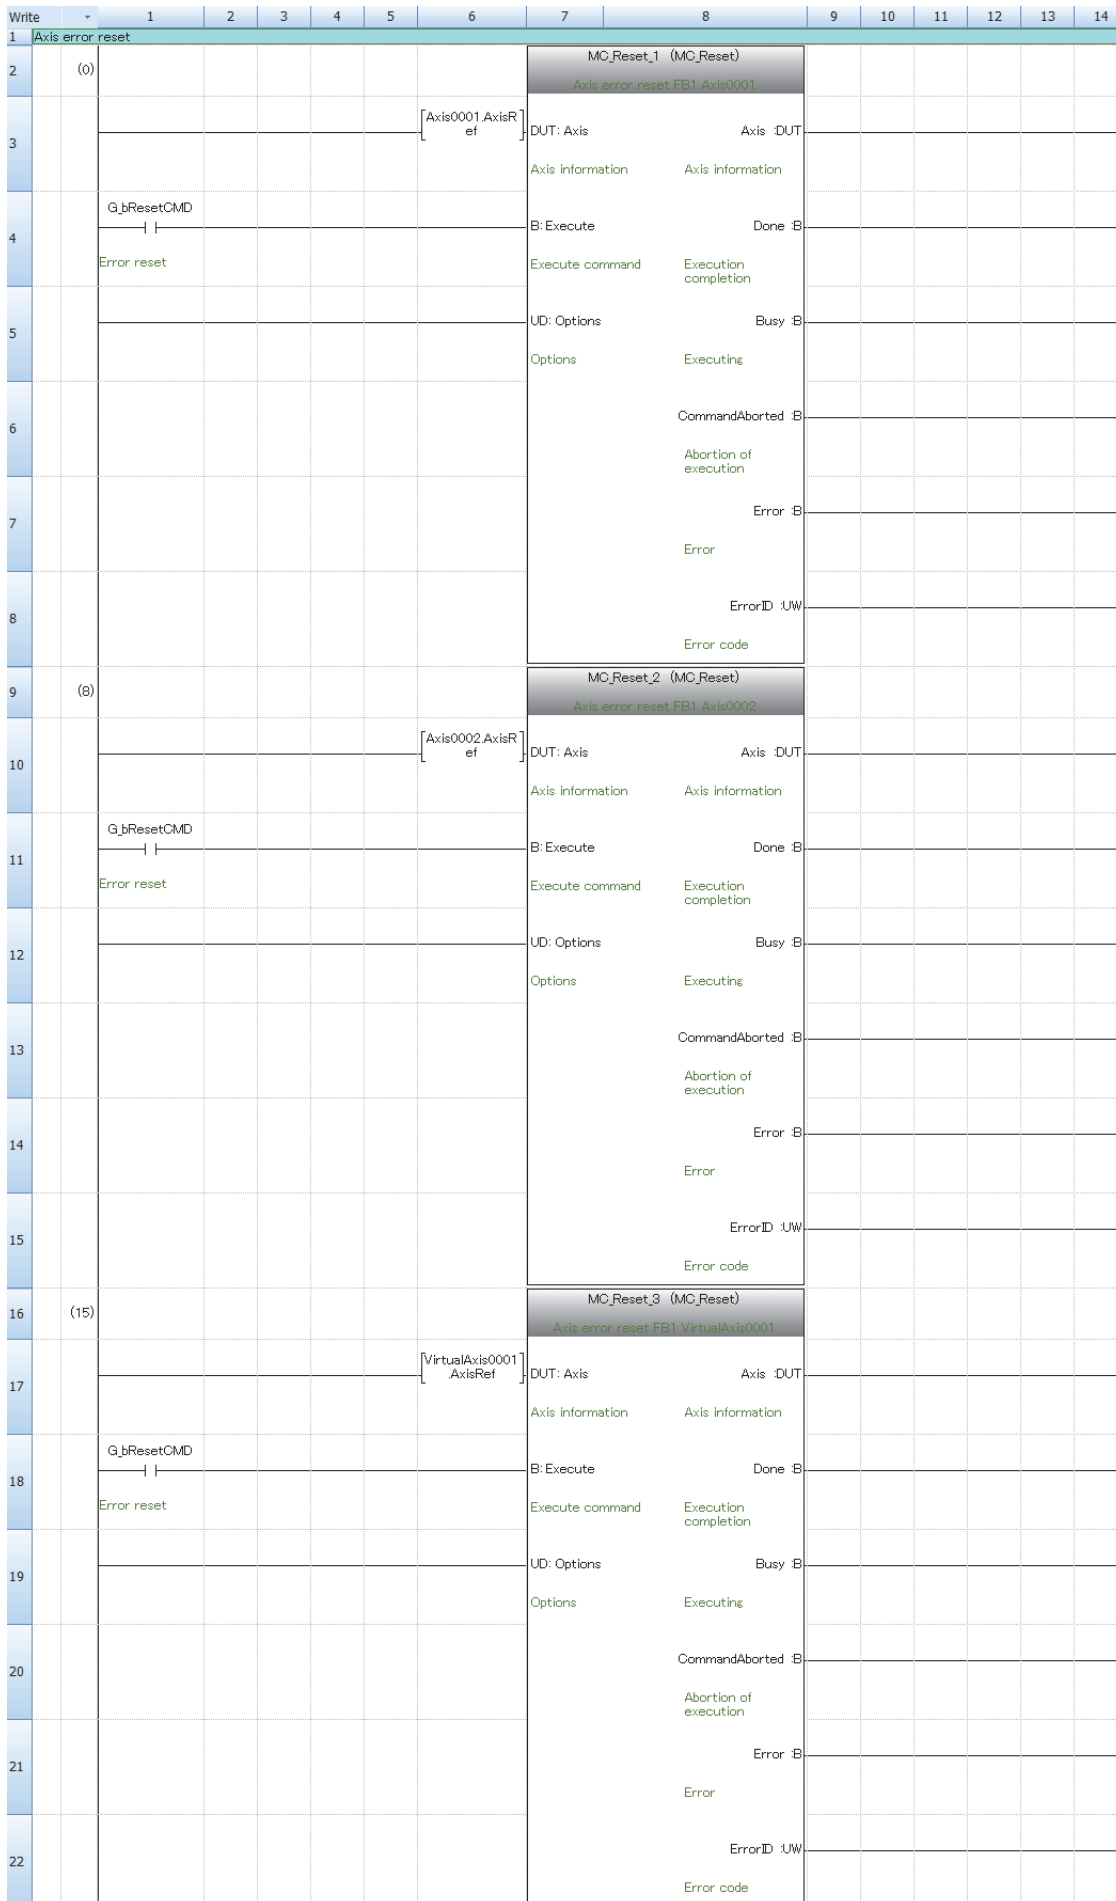 Write 1 2 3 4 5 6 7 8 9 10 11 12 13 14
1 Axis error reset
2 (0) MC_Reset_1 (MC_Reset)
Axis error reset FB1 Axis0001
[Axis0001.AxisR
ef]
3 DUT: Axis Axis :DUT
Axis information Axis information
G_bResetCMD
4 B: Execute Done :B
Error reset Execute command Execution
completion
5 UD: Options Busy :B
Options Executing
6 CommandAborted :B
Abortion of
execution
7 Error :B
Error
8 ErrorID :UW
Error code
9 (8) MC_Reset_2 (MC_Reset)
Axis error reset FB1 Axis0002
[Axis0002.AxisR
ef]
10 DUT: Axis Axis :DUT
Axis information Axis information
G_bResetCMD
11 B: Execute Done :B
Error reset Execute command Execution
completion
12 UD: Options Busy :B
Options Executing
13 CommandAborted :B
Abortion of
execution
14 Error :B
Error
15 ErrorID :UW
Error code
16 (15) MC_Reset_3 (MC_Reset)
Axis error reset FB1 VirtualAxis0001
[VirtualAxis0001
.AxisRef]
17 DUT: Axis Axis :DUT
Axis information Axis information
G_bResetCMD
18 B: Execute Done :B
Error reset Execute command Execution
completion
19 UD: Options Busy :B
Options Executing
20 CommandAborted :B
Abortion of
execution
21 Error :B
Error
22 ErrorID :UW
Error code